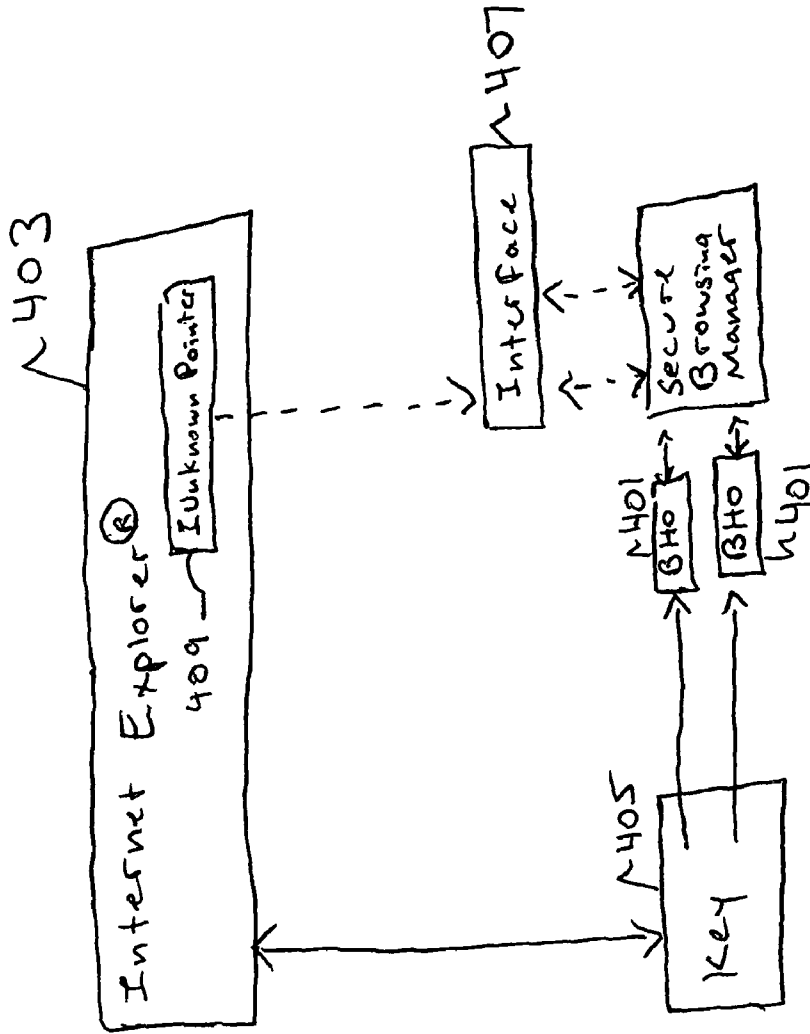 ~403
Internet Explorer®
IUnknown Pointer
409
Interface
~407
~401
BHO
BHO
~401
Secure
Browsing
Manager
~405
Key